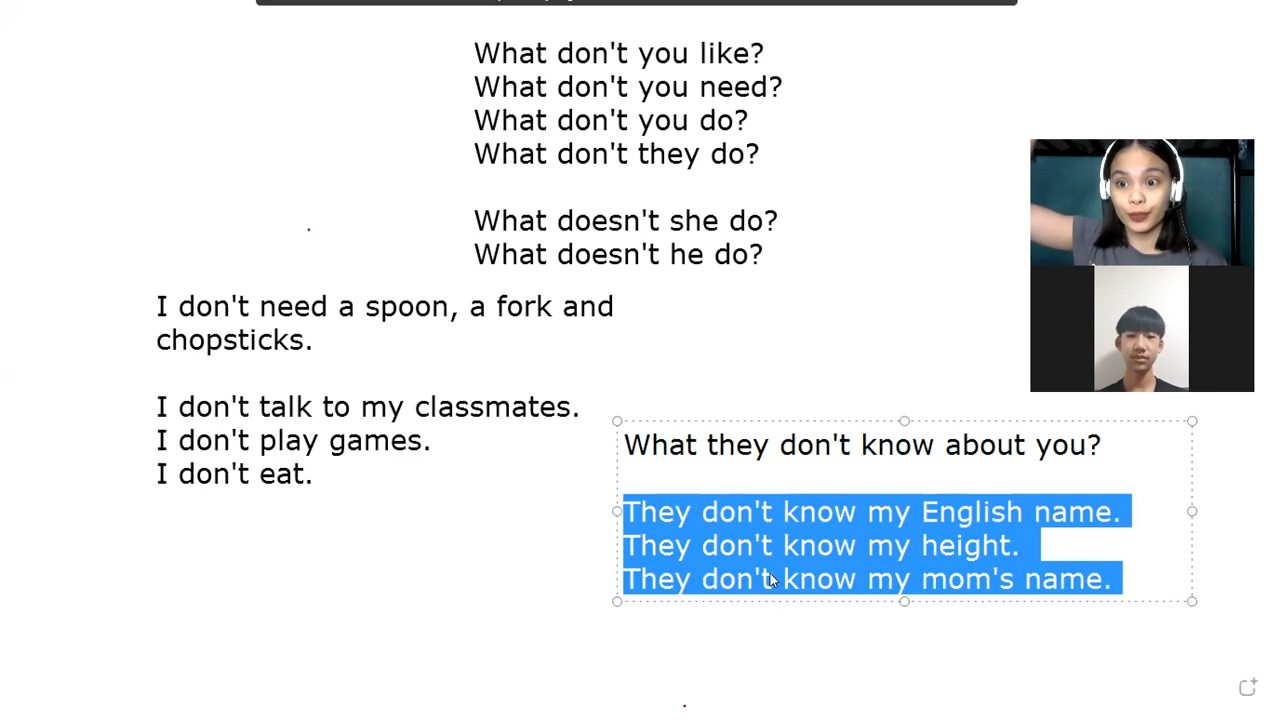 What don't you like?
What don't you need?
What don't you do?
What don't they do?
What doesn't she do?
What doesn't he do?
I don't need a spoon, a fork and
chopsticks.
I don't talk to my classmates.
I don't play games.
I don't eat.
What they don't know about you?
They don't know my English name.
They don't know my height.
They don't know my mom's name.